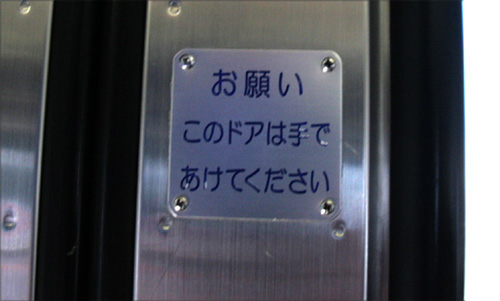 お願い
このドアは手で
あけてください